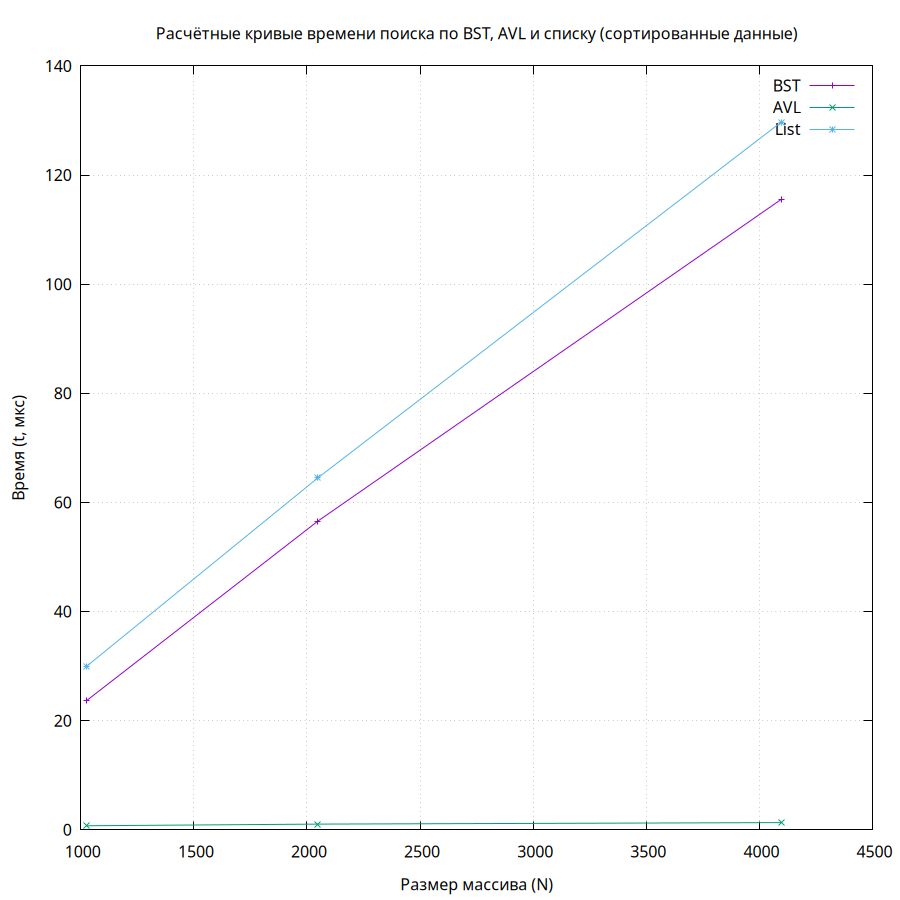 Расчётные кривые времени поиска по BST, AVL и списку (сортированные данные)
140
120
100
80
60
40
20
0
BST
AVL
List
Время (t, мкс)
1000 1500 2000 2500 3000 3500 4000 4500
Размер массива (N)